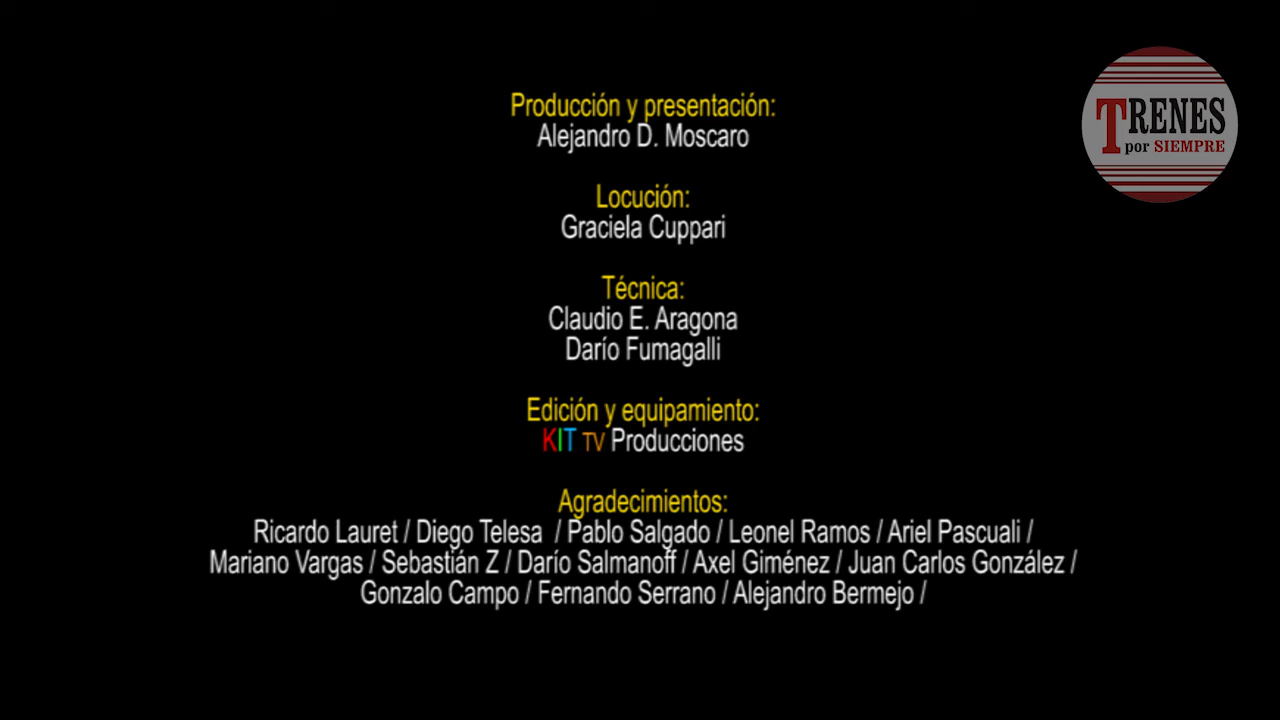 Producción y presentación:
Alejandro D. Moscaro
TRENES
por SIEMPRE
Locución:
Graciela Cuppari
Técnica:
Claudio E. Aragona
Darío Fumagalli
Edición y equipamiento:
KIT TV Producciones
Agradecimientos:
Ricardo Lauret / Diego Telesa / Pablo Salgado / Leonel Ramos / Ariel Pascuali /
Mariano Vargas / Sebastián Z / Darío Salmanoff / Axel Giménez / Juan Carlos González /
Gonzalo Campo / Fernando Serrano / Alejandro Bermejo /